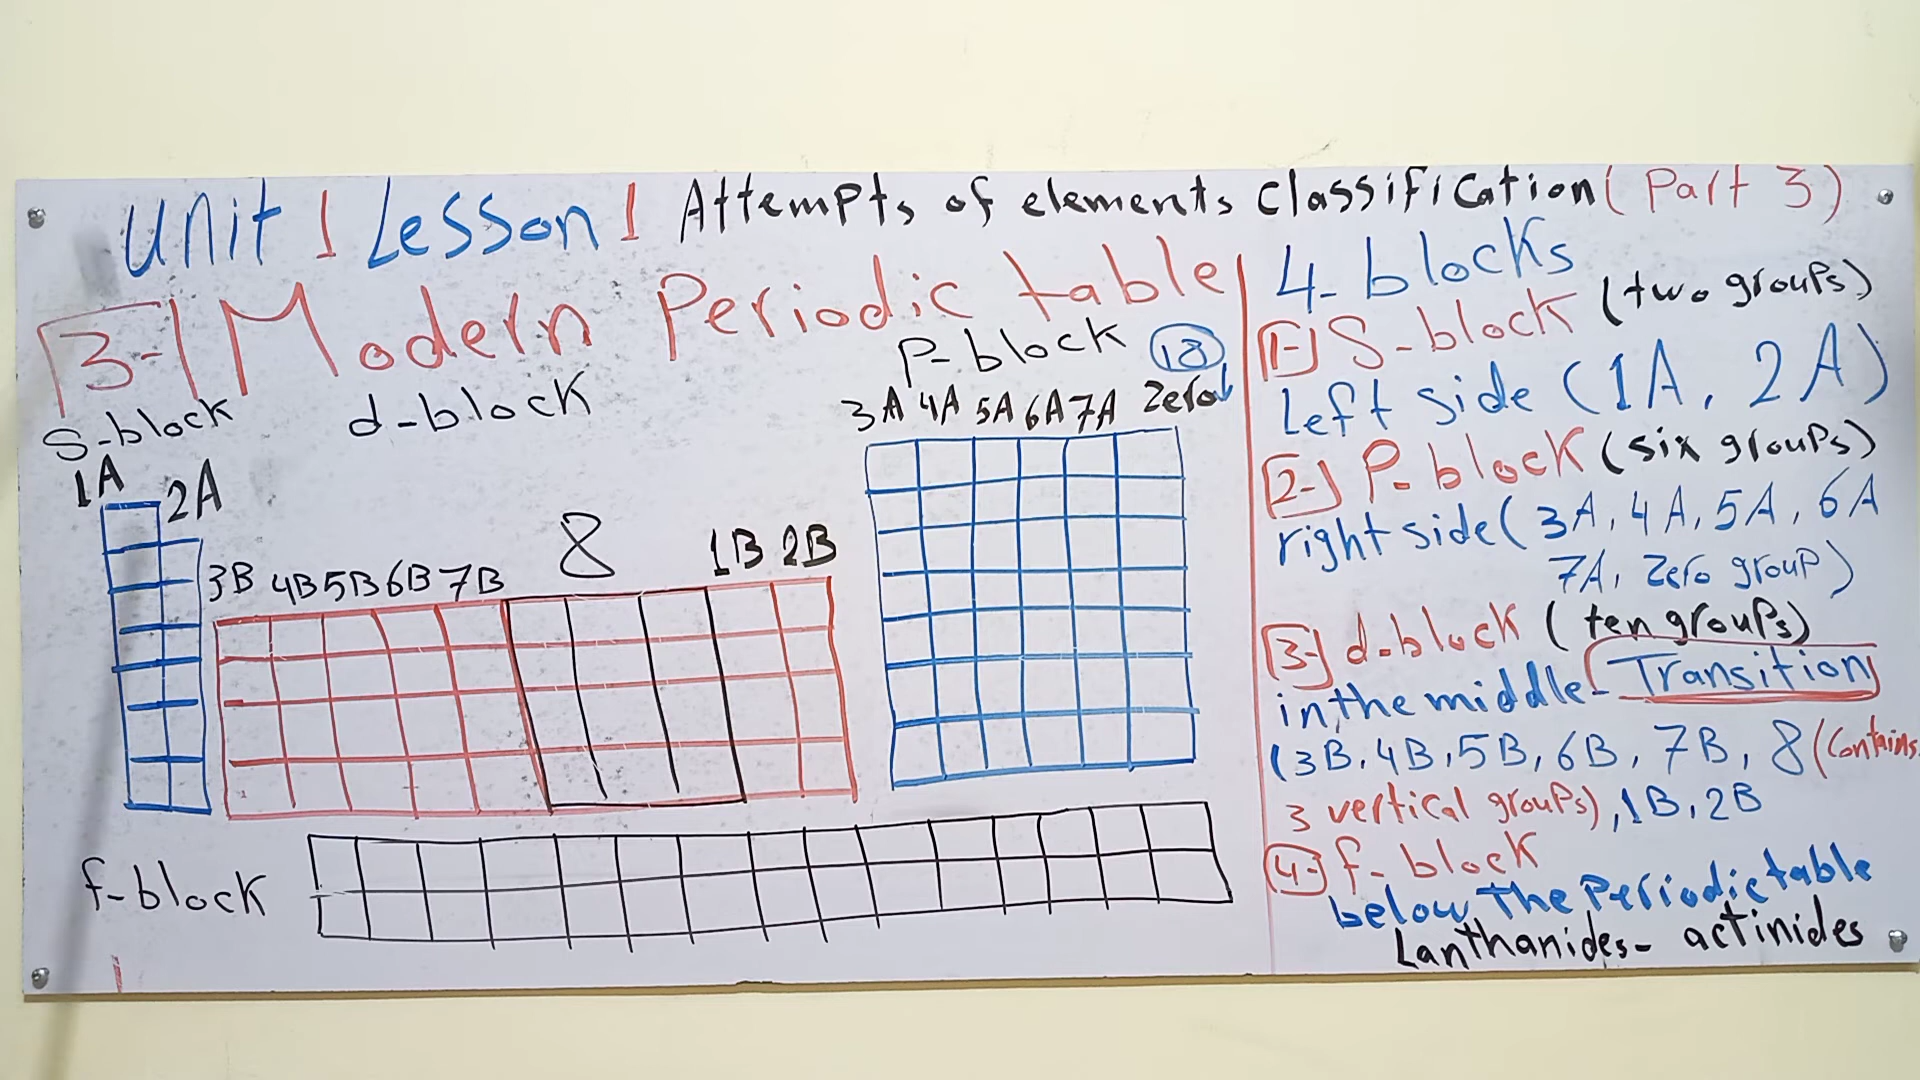 Unit 1 Lesson 1 Attempts of elements classification (Part 3)
3- Modern Periodic table
S-block
d-block
P-block 18
1A 2A
3B 4B 5B 6B 7B 8 1B 2B
3A 4A 5A 6A 7A Zero
f-block
4- blocks
1- S-block (two groups)
Left side (1A, 2A)
2- P-block (six groups)
right side (3A, 4A, 5A, 6A
7A, Zero group)
3- d-block (ten groups)
in the middle - Transition
(3B, 4B, 5B, 6B, 7B, 8 (Contains
3 vertical groups), 1B, 2B
4- f-block
below The Periodic table
Lanthanides - actinides